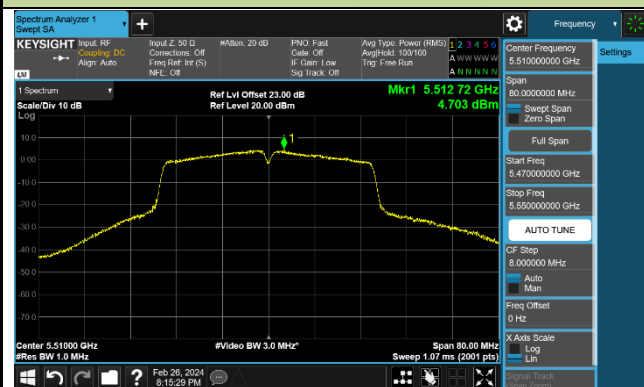 Spectrum Analyzer 1
Swept SA
+
Frequency
KEYSIGHT
Input: RF
Coupling: DC
Align: Auto
Input Z: 50 Ω
Corrections: Off
Freq Ref: Int (S)
NFE: Off
#Atten: 20 dB
PNO: Fast
Gate: Off
IF Gain: Low
Sig Track: Off
Avg Type: Power (RMS)
Avg|Hold: 100/100
Trig: Free Run
1 2 3 4 5 6
A W W W W W
A N N N N N
LXI
Center Frequency
5.510000000 GHz
Settings
Span
80.0000000 MHz
Swept Span
Zero Span
Full Span
Start Freq
5.470000000 GHz
Stop Freq
5.550000000 GHz
AUTO TUNE
CF Step
8.000000 MHz
Auto
Man
Freq Offset
0 Hz
X Axis Scale
Log
Lin
Signal Track
(Span Zoom)
1 Spectrum
Scale/Div 10 dB
Log
Ref Lvl Offset 23.00 dB
Ref Level 20.00 dBm
Mkr1 5.512 72 GHz
4.703 dBm
1
10.0
0.00
-10.0
-20.0
-30.0
-40.0
-50.0
-60.0
-70.0
Center 5.51000 GHz
#Res BW 1.0 MHz
#Video BW 3.0 MHz*
Span 80.00 MHz
Sweep 1.07 ms (2001 pts)
?
Feb 26, 2024
8:15:29 PM